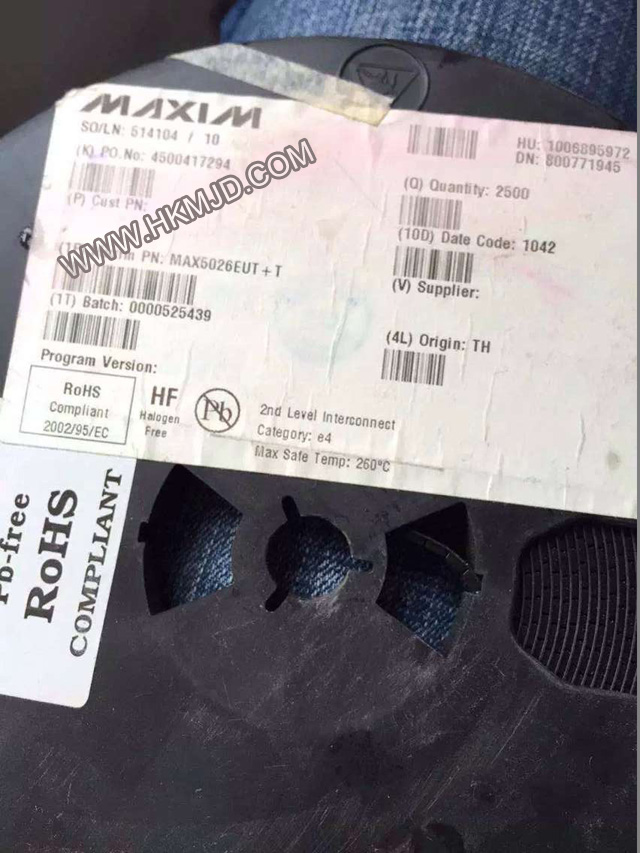 MAXIM
SO/LN: 514104 / 10
HU: 1006895972
DN: 800771945
(K) PO.No: 4500417294
(Q) Quantity: 2500
(P) Cust PN:
WWW.HKMJD.COM
(10D) Date Code: 1042
PN: MAX5026EUT+T
(V) Supplier:
(1T) Batch: 0000525439
(4L) Origin: TH
Program Version:
RoHS
Compliant
2002/95/EC
HF
Halogen
Free
Pb
2nd Level Interconnect
Category: e4
Max Safe Temp: 260°C
Pb-free
RoHS
COMPLIANT